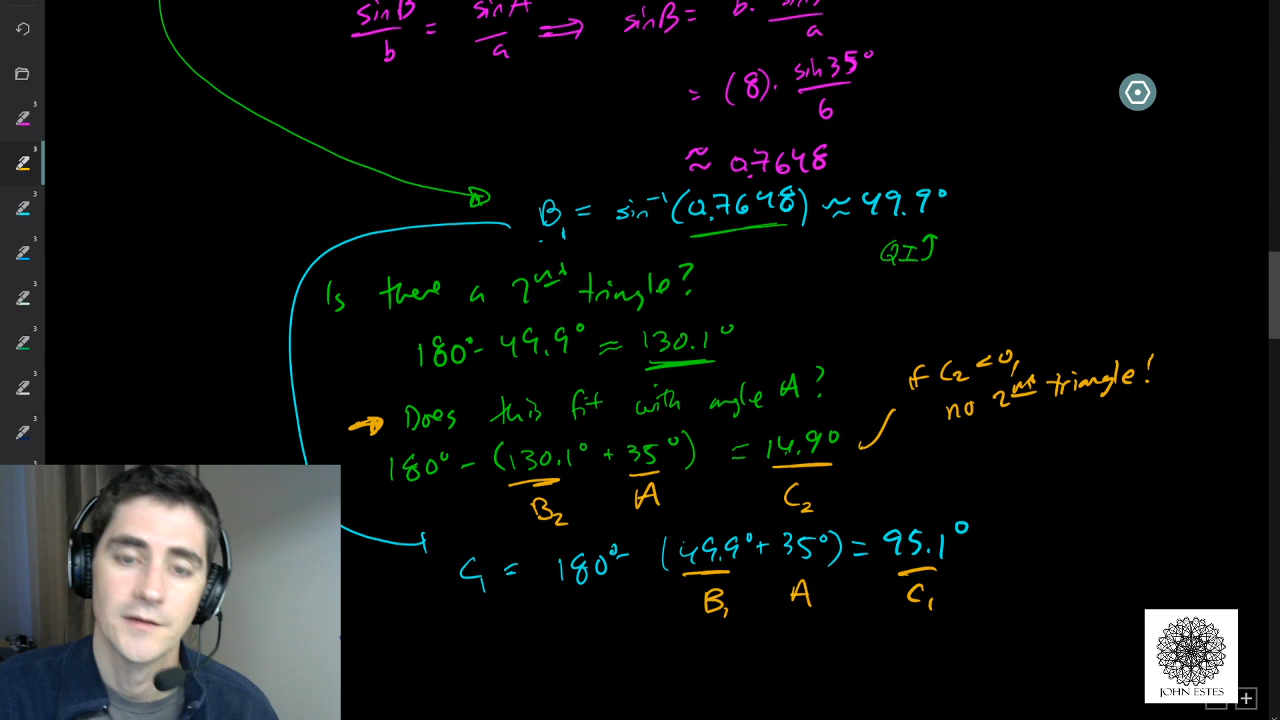 sinB/b = sinA/a ⟹ sinB = b · sinA/a
= (8) · sin35°/6
≈ 0.7648
B₁ = sin⁻¹(0.7648) ≈ 49.9°
QI↑
Is there a 2nd triangle?
180° - 49.9° ≈ 130.1°
Does this fit with angle A?
if C₂ < 0,
no 2nd triangle!
180° - (130.1° + 35°) = 14.9°
B₂ A C₂
C₁ = 180° - (49.9° + 35°) = 95.1°
B₁ A C₁
JOHN ESTES